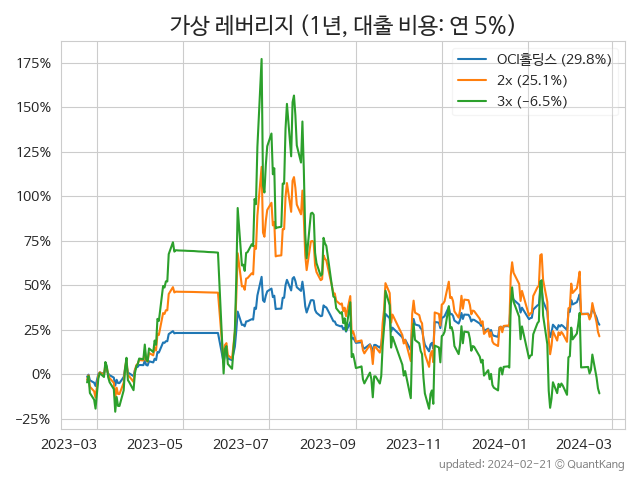 가상 레버리지 (1년, 대출 비용: 연 5%)
OCI홀딩스 (29.8%)
2x (25.1%)
3x (−6.5%)
175%
150%
125%
100%
75%
50%
25%
0%
−25%
2023-03 2023-05 2023-07 2023-09 2023-11 2024-01 2024-03
updated: 2024-02-21 © QuantKang